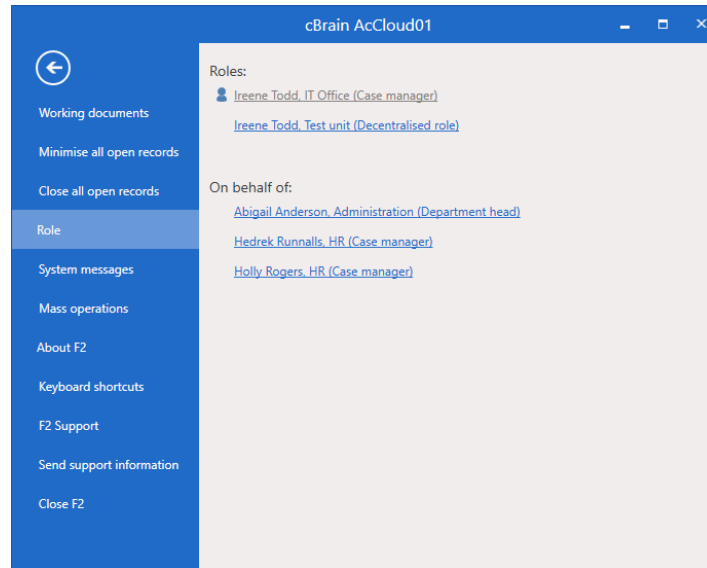 cBrain AcCloud01
Working documents
Minimise all open records
Close all open records
Role
System messages
Mass operations
About F2
Keyboard shortcuts
F2 Support
Send support information
Close F2
Roles:
Ireene Todd, IT Office (Case manager)
Ireene Todd, Test unit (Decentralised role)
On behalf of:
Abigail Anderson, Administration (Department head)
Hedrek Runnalls, HR (Case manager)
Holly Rogers, HR (Case manager)